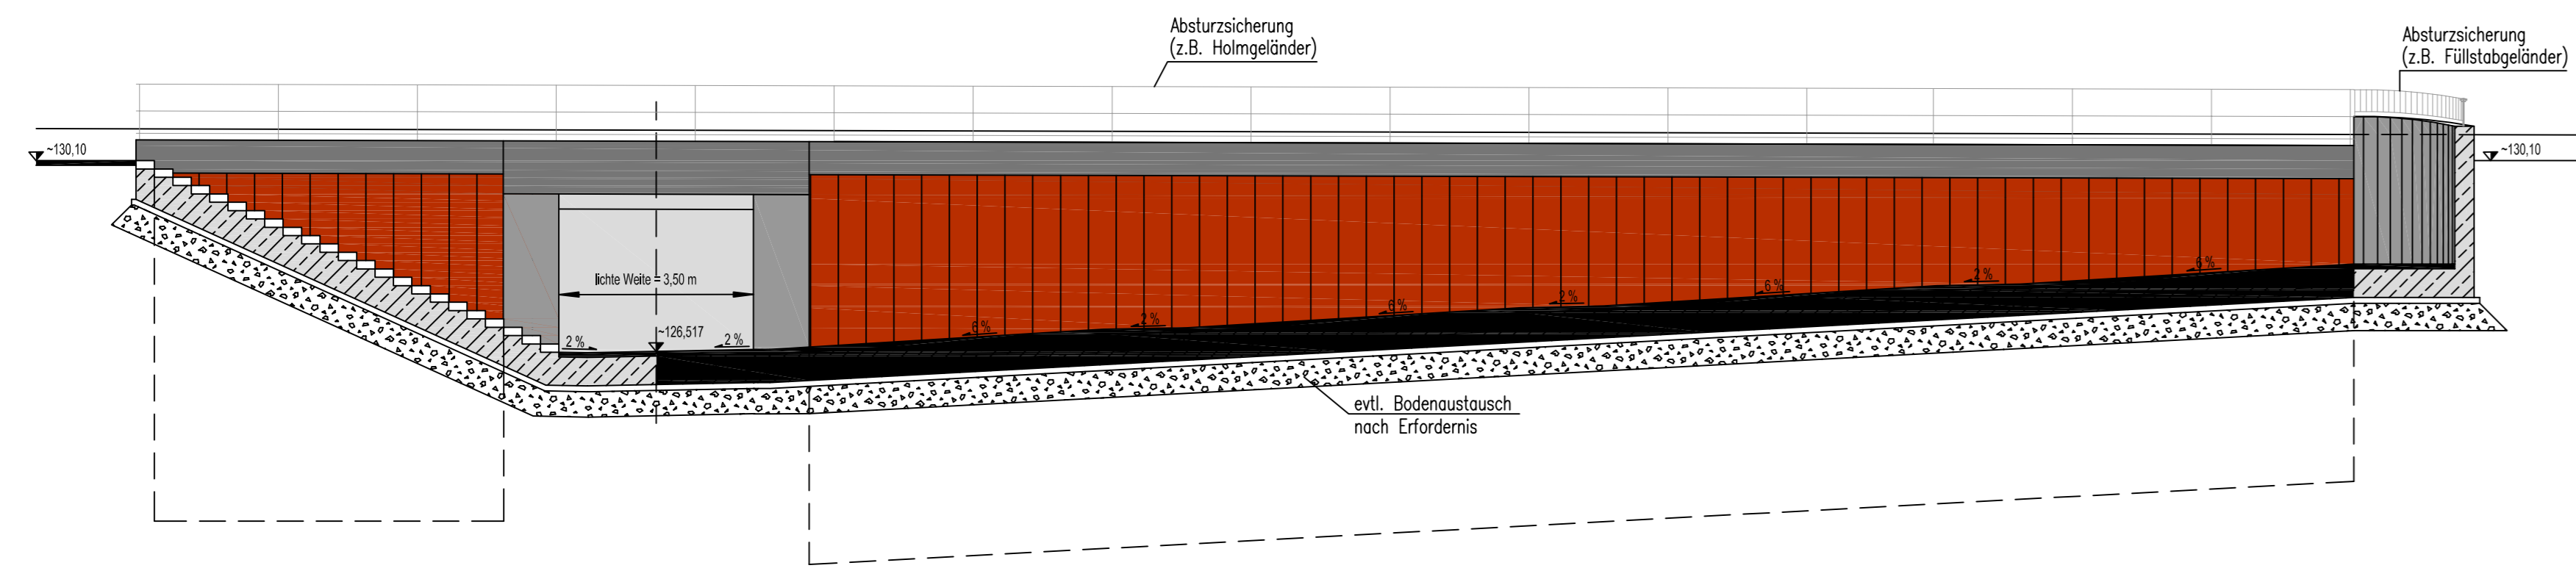 Absturzsicherung
(z.B. Holmgeländer)
Absturzsicherung
(z.B. Füllstabgeländer)
~130,10
~130,10
lichte Weite = 3,50 m
~126,517
2 %
2 %
6 %
2 %
6 %
2 %
6 %
2 %
6 %
evtl. Bodenaustausch
nach Erfordernis